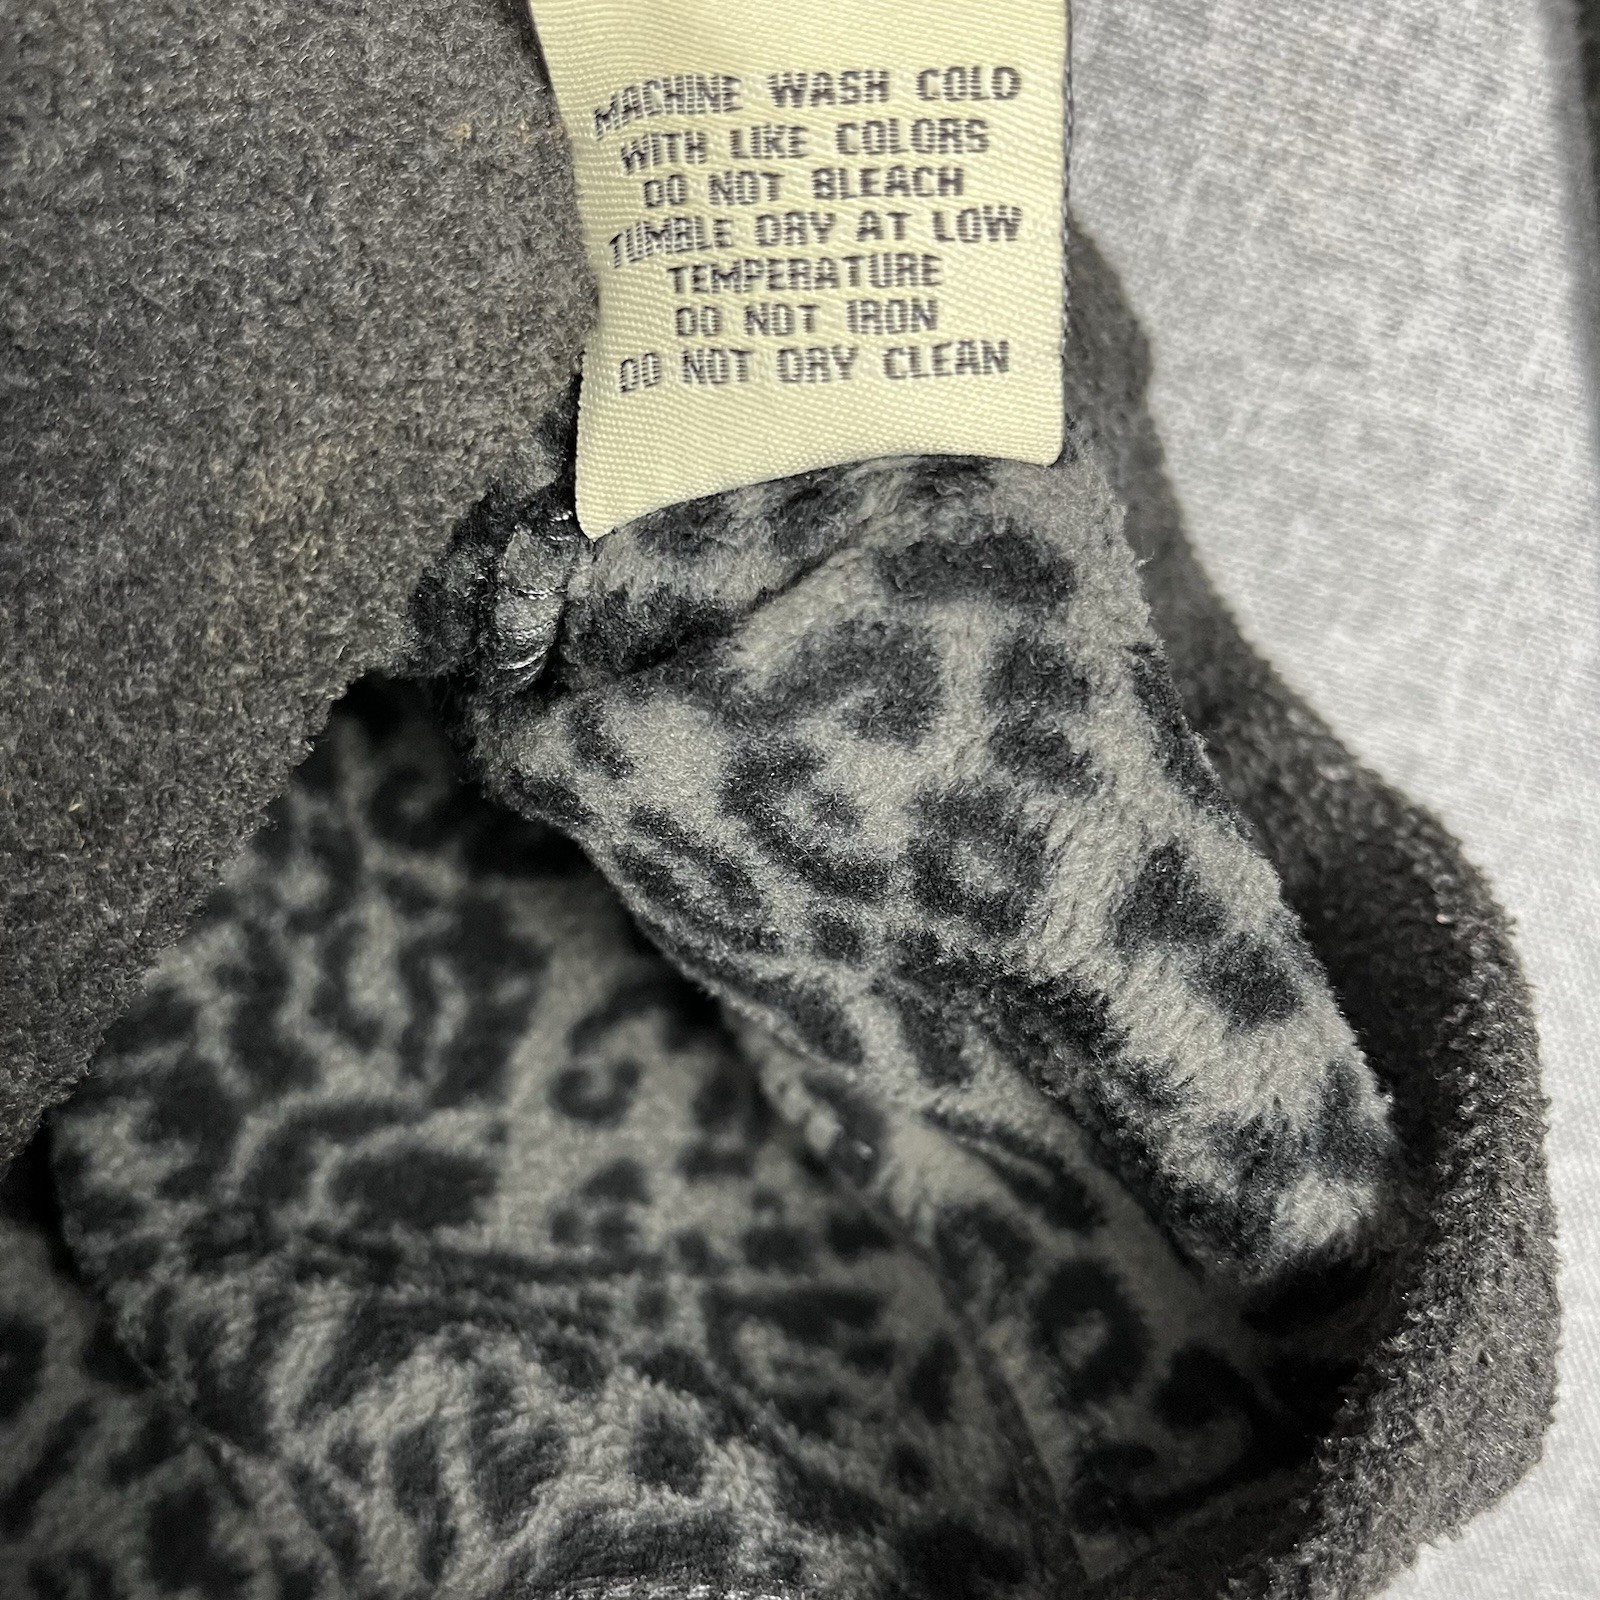 MACHINE WASH COLD
WITH LIKE COLORS
DO NOT BLEACH
TUMBLE DRY AT LOW
TEMPERATURE
DO NOT IRON
DO NOT DRY CLEAN